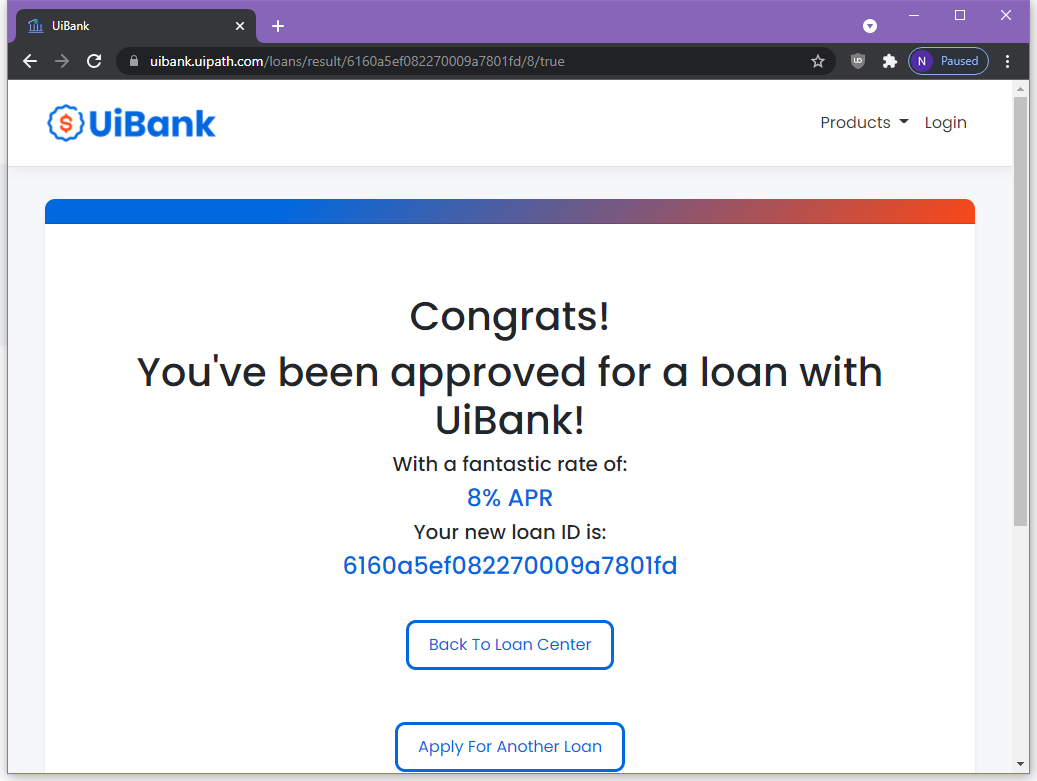 UiBank
uibank.uipath.com/loans/result/6160a5ef082270009a7801fd/8/true
N Paused
$ UiBank
Products Login
Congrats!
You've been approved for a loan with
UiBank!
With a fantastic rate of:
8% APR
Your new loan ID is:
6160a5ef082270009a7801fd
Back To Loan Center
Apply For Another Loan